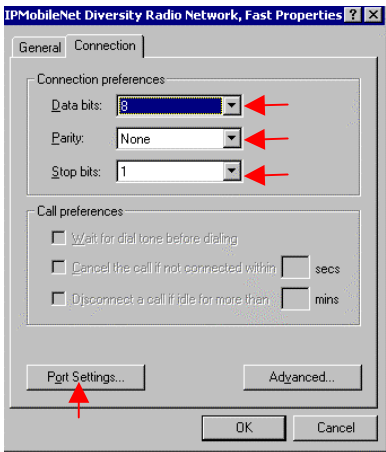 IPMobileNet Diversity Radio Network, Fast Properties ? X
General Connection
Connection preferences
Data bits: 8
Parity: None
Stop bits: 1
Call preferences
Wait for dial tone before dialing
Cancel the call if not connected within secs
Disconnect a call if idle for more than mins
Port Settings... Advanced...
OK Cancel